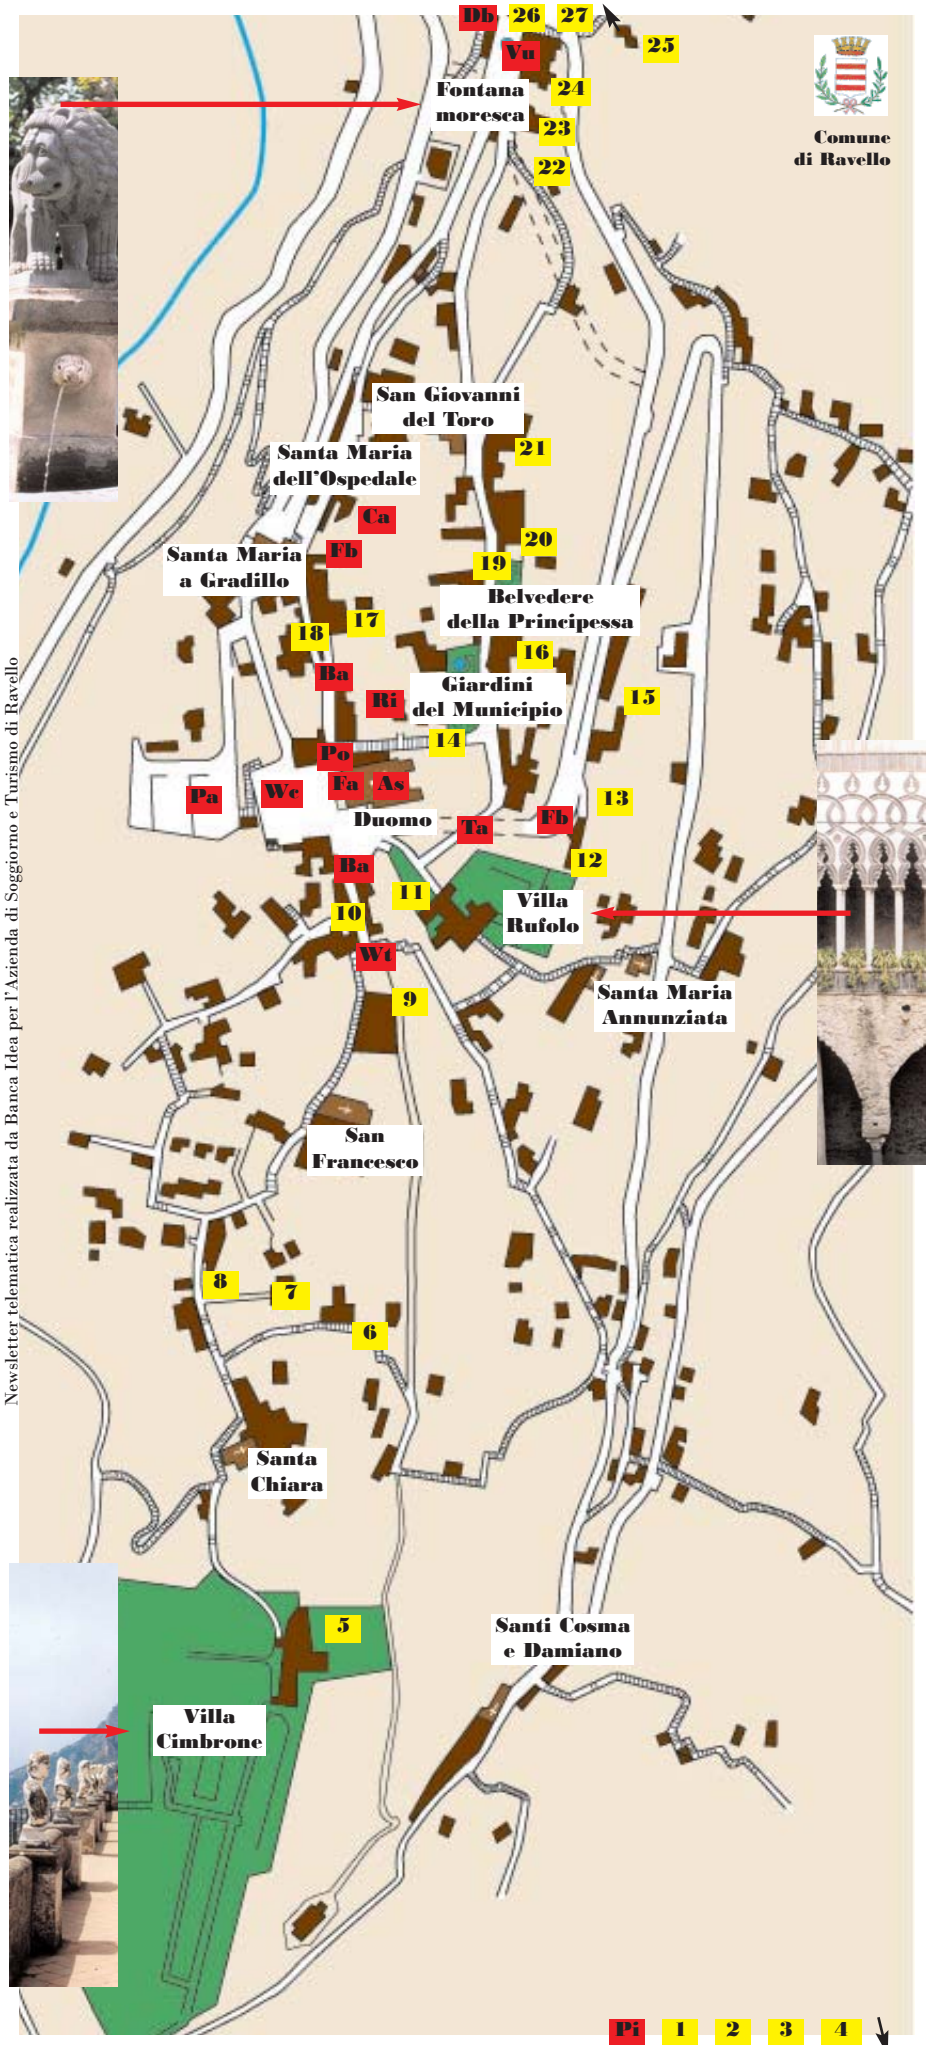 Db 26 27
Vu 25
Fontana
moresca
24
23
22
Comune
di Ravello
San Giovanni
del Toro
21
Santa Maria
dell'Ospedale
Ca
20
Santa Maria
a Gradillo
Fb
19
Belvedere
della Principessa
17
18
16
Ba
Giardini
del Municipio
Ri
15
14
Po
Pa
Wc
Fa
As
13
Duomo
Ta
Fb
12
Ba
11
Villa
Rufolo
10
Wt
Santa Maria
Annunziata
9
San
Francesco
8
7
6
Santa
Chiara
5
Santi Cosma
e Damiano
Villa
Cimbrone
Pi 1 2 3 4
Newsletter telematica realizzata da Banca Idea per l'Azienda di Soggiorno e Turismo di Ravello